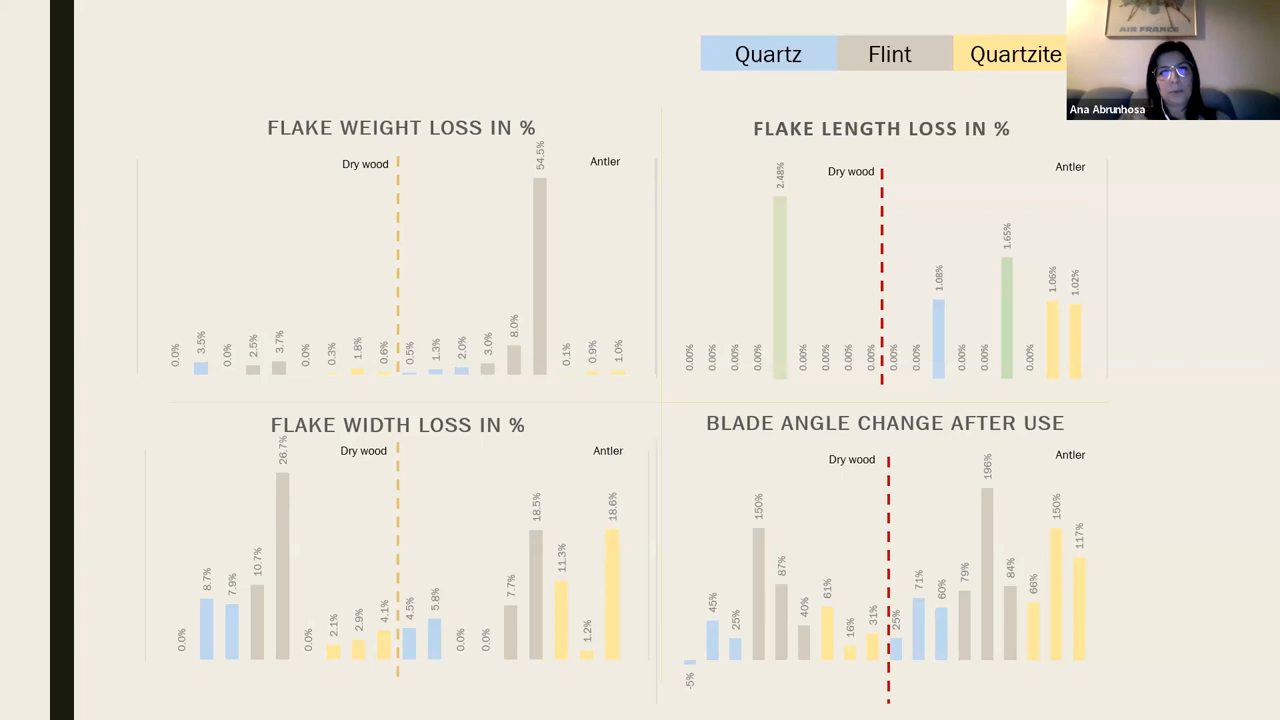 AIR FRANCE
Quartz Flint Quartzite
Ana Abrunhosa
FLAKE WEIGHT LOSS IN %
Dry wood
Antler
0.0% 3.5% 0.0% 2.5% 3.7% 0.0% 0.3% 1.8% 0.6% 0.5% 1.3% 2.0% 3.0% 8.0% 54.5% 0.1% 0.9% 1.0%
FLAKE LENGTH LOSS IN %
Dry wood
Antler
0.00% 0.00% 0.00% 0.00% 2.48% 0.00% 0.00% 0.00% 0.00% 0.00% 0.00% 1.08% 0.00% 0.00% 1.65% 0.00% 1.06% 1.02%
FLAKE WIDTH LOSS IN %
Dry wood
Antler
0.0% 8.7% 7.9% 10.7% 26.7% 0.0% 2.1% 2.9% 4.1% 4.5% 5.8% 0.0% 0.0% 7.7% 18.5% 11.3% 1.2% 18.6%
BLADE ANGLE CHANGE AFTER USE
Dry wood
Antler
-5% 45% 25% 150% 87% 40% 61% 16% 31% 25% 71% 60% 79% 196% 84% 66% 150% 117%